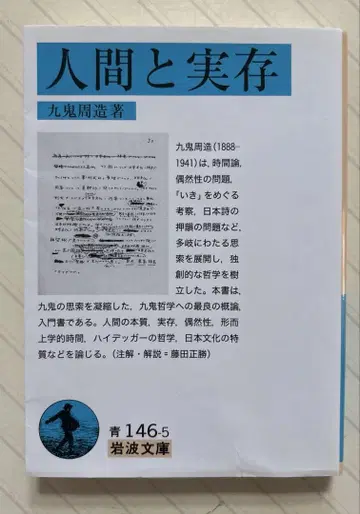 人間と実存
九鬼周造著
九鬼周造(1888–
1941)は,時間論,
偶然性の問題,
『いき』をめぐる
考察,日本詩の
押韻の問題など,
多岐にわたる思
索を展開し,独
創的な哲学を樹
立した.本書は,
九鬼の思索を凝縮した,九鬼哲学への最良の概論,
入門書である.人間の本質,実存,偶然性,形而
上学的時間,ハイデッガーの哲学,日本文化の特
質などを論じる.(注解・解説=藤田正勝)
青 146-5
岩波文庫